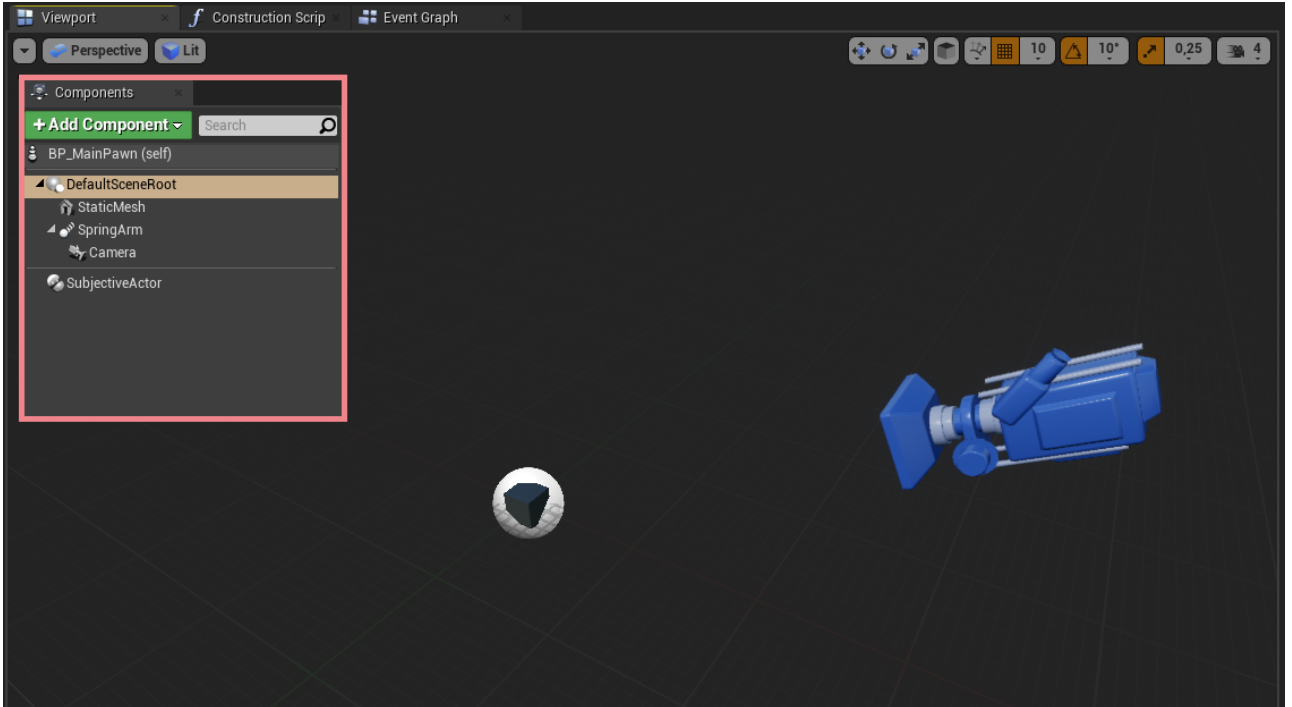 Viewport Construction Scrip Event Graph
Perspective Lit 10 10° 0,25 4
Components
+Add Component Search
BP_MainPawn (self)
DefaultSceneRoot
StaticMesh
SpringArm
Camera
SubjectiveActor